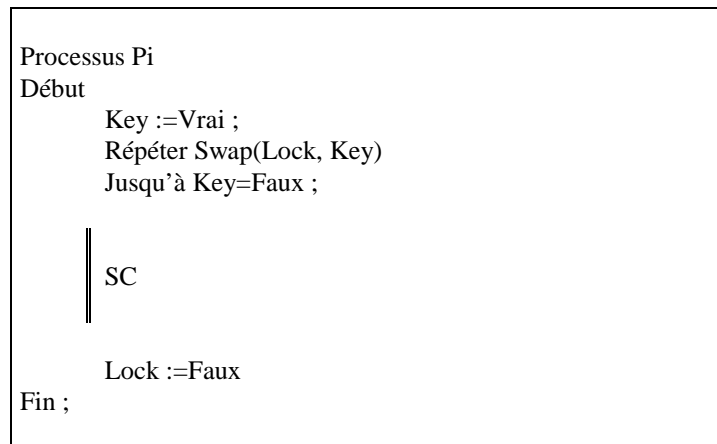 Processus Pi
Début
Key :=Vrai ;
Répéter Swap(Lock, Key)
Jusqu’à Key=Faux ;
SC
Lock :=Faux
Fin ;